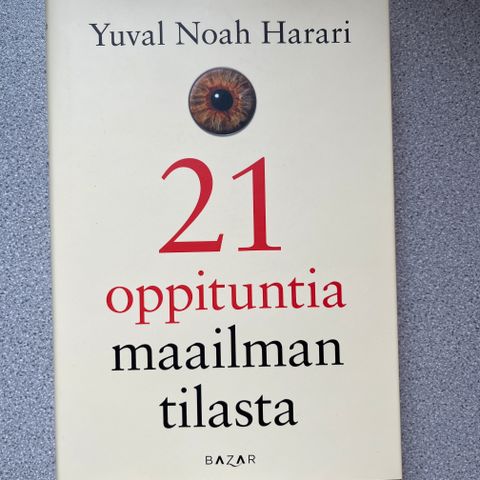 Yuval Noah Harari
21
oppituntia
maailman
tilasta
BAZAR